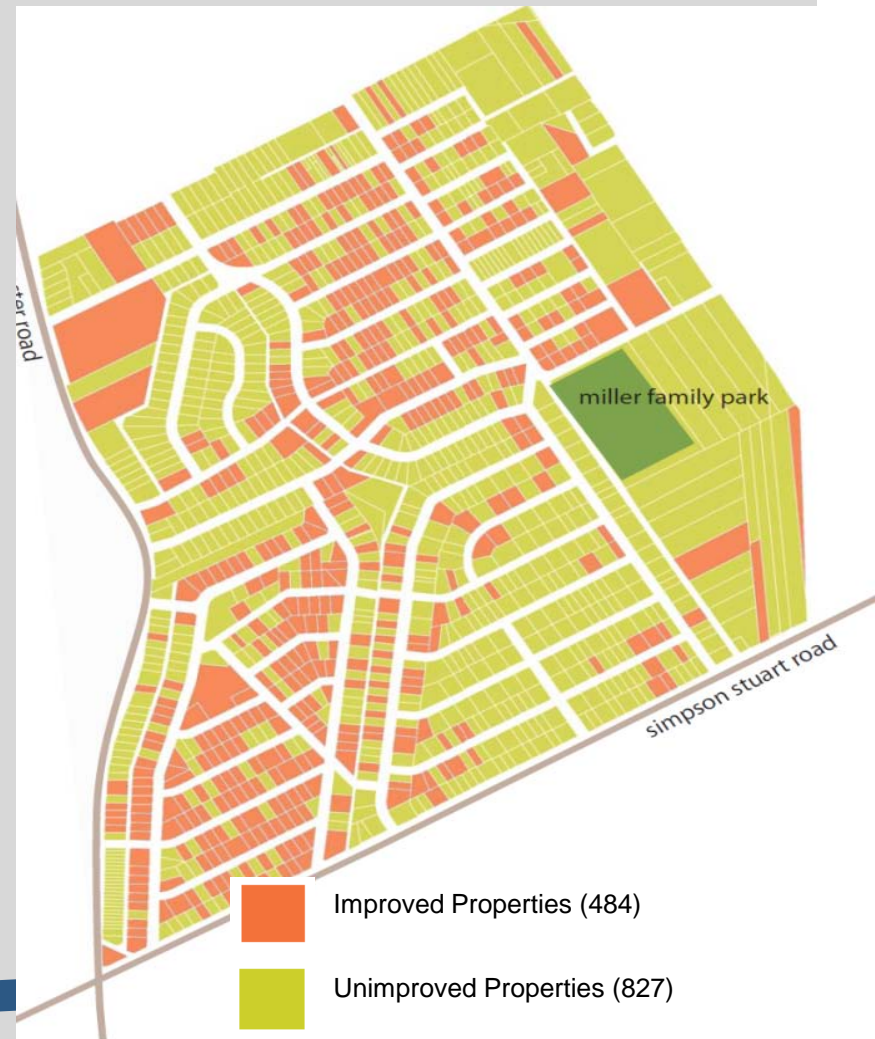 road
miller family park
simpson stuart road
Improved Properties (484)
Unimproved Properties (827)